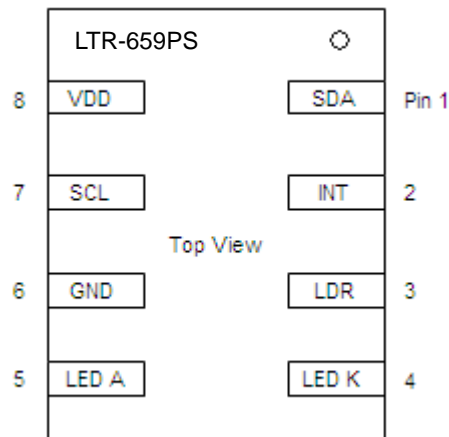 LTR-659PS
8 VDD SDA Pin 1
7 SCL INT 2
Top View
6 GND LDR 3
5 LED A LED K 4